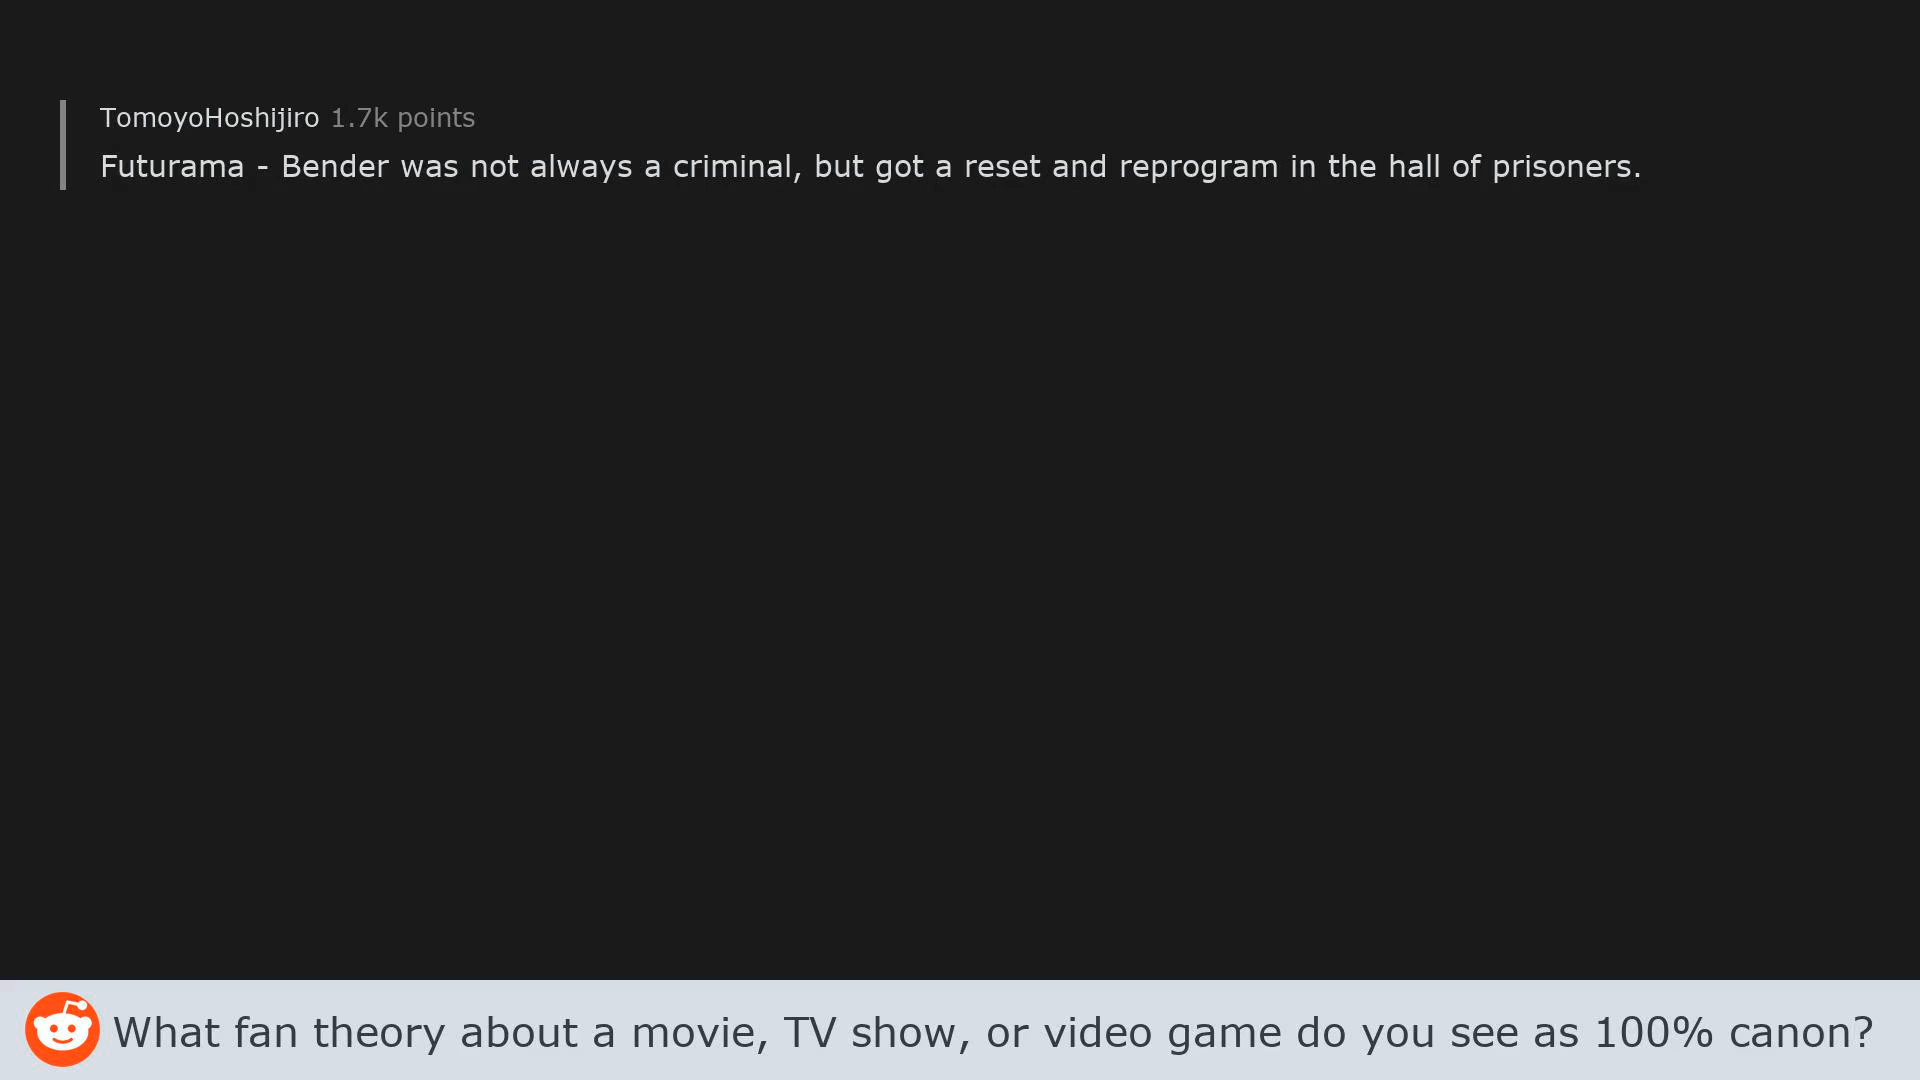 TomoyoHoshijiro 1.7k points
Futurama - Bender was not always a criminal, but got a reset and reprogram in the hall of prisoners.
What fan theory about a movie, TV show, or video game do you see as 100% canon?